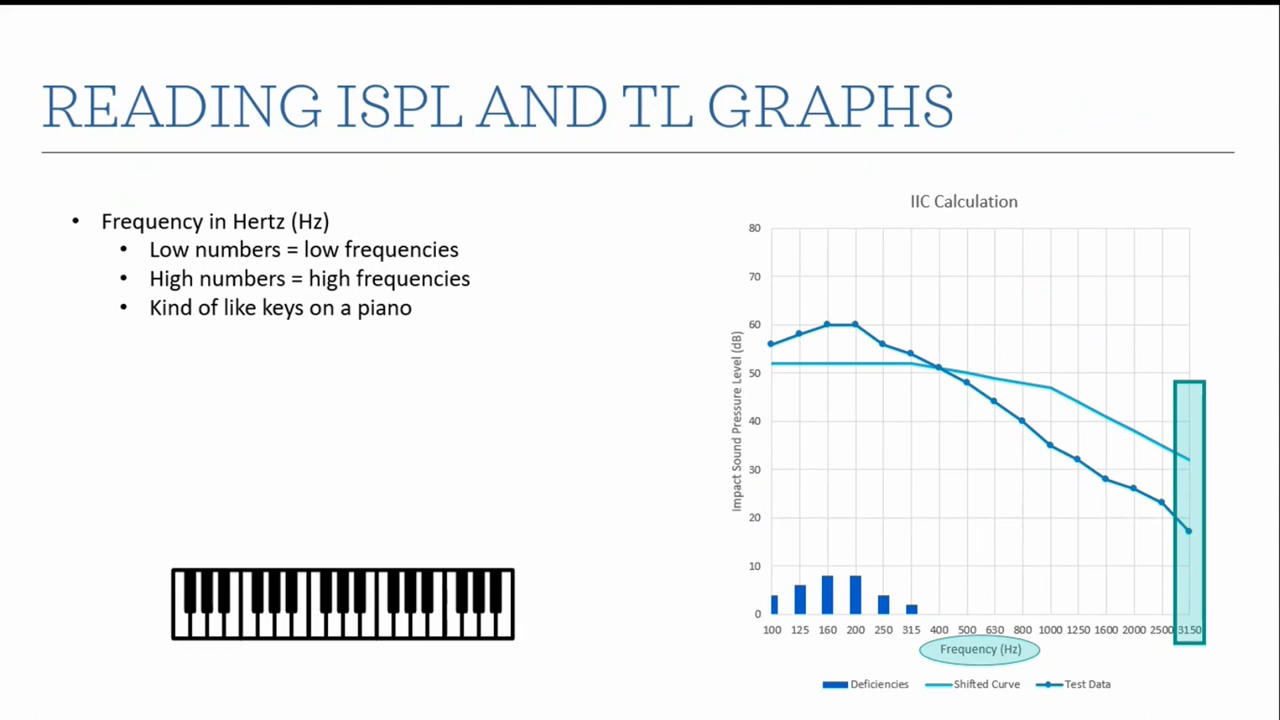 READING ISPL AND TL GRAPHS
• Frequency in Hertz (Hz)
• Low numbers = low frequencies
• High numbers = high frequencies
• Kind of like keys on a piano
IIC Calculation
80
70
60
50
40
30
20
10
0
Impact Sound Pressure Level (dB)
100 125 160 200 250 315 400 500 630 800 1000 1250 1600 2000 2500 3150
Frequency (Hz)
Deficiencies Shifted Curve Test Data